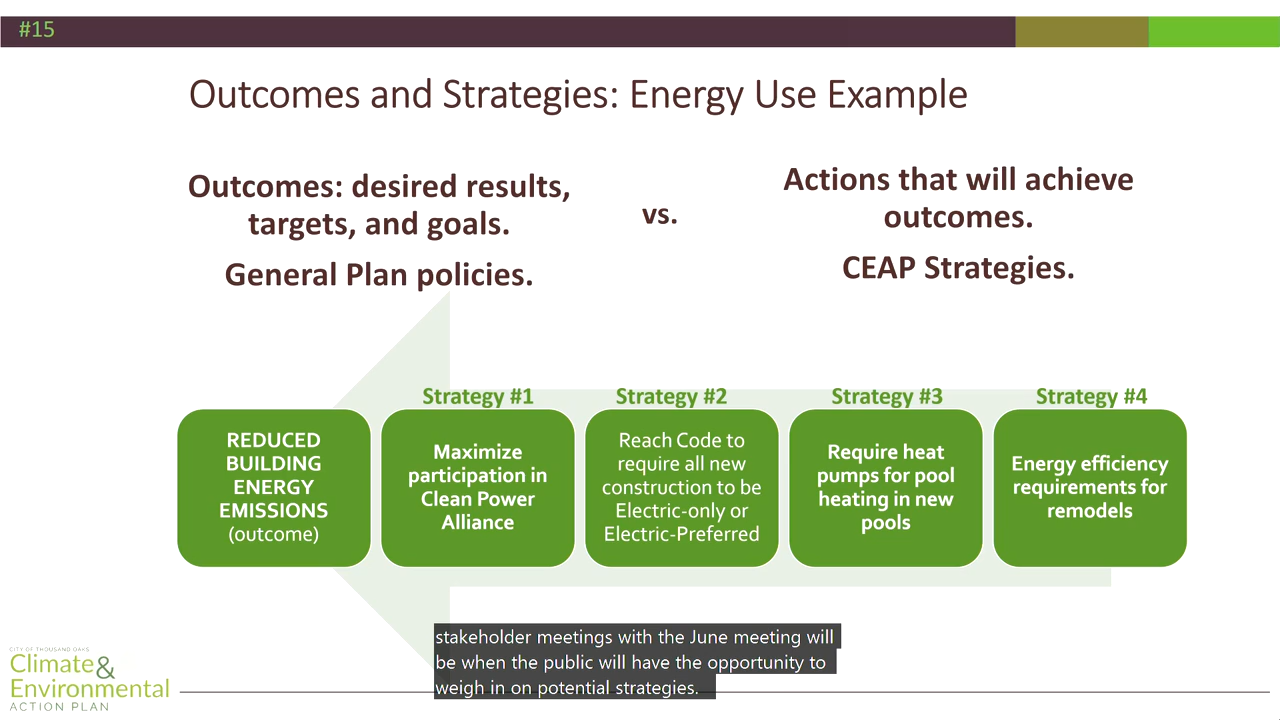 #15
Outcomes and Strategies: Energy Use Example
Outcomes: desired results,
targets, and goals.
General Plan policies.
vs.
Actions that will achieve
outcomes.
CEAP Strategies.
REDUCED
BUILDING
ENERGY
EMISSIONS
(outcome)
Strategy #1
Maximize
participation in
Clean Power
Alliance
Strategy #2
Reach Code to
require all new
construction to be
Electric-only or
Electric-Preferred
Strategy #3
Require heat
pumps for pool
heating in new
pools
Strategy #4
Energy efficiency
requirements for
remodels
stakeholder meetings with the June meeting will
be when the public will have the opportunity to
weigh in on potential strategies.
CITY OF THOUSAND OAKS
Climate&
Environmental
ACTION PLAN